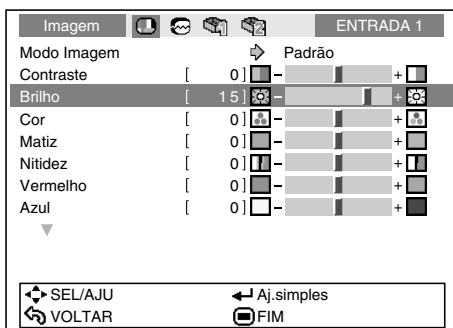 Imagem ENTRADA 1
Modo Imagem Padrão
Contraste [ 0] - +
Brilho [ 15] - +
Cor [ 0] - +
Matiz [ 0] - +
Nitidez [ 0] - +
Vermelho [ 0] - +
Azul [ 0] - +
SEL/AJU Aj.simples
VOLTAR FIM